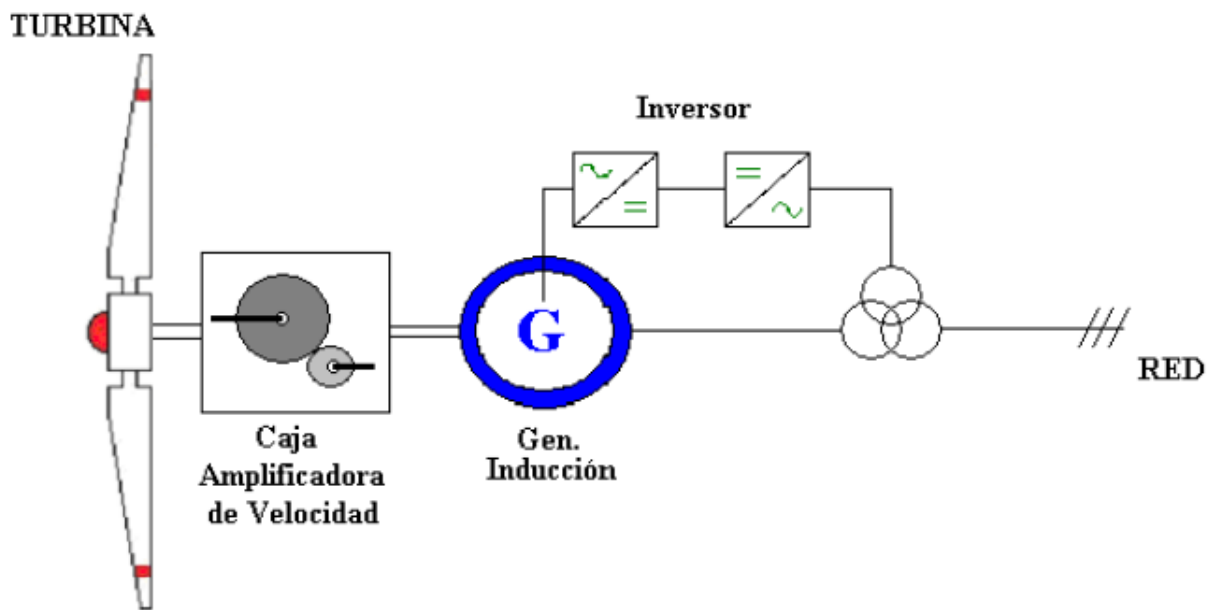 TURBINA
Inversor
G
Caja
Amplificadora
de Velocidad
Gen.
Inducción
RED